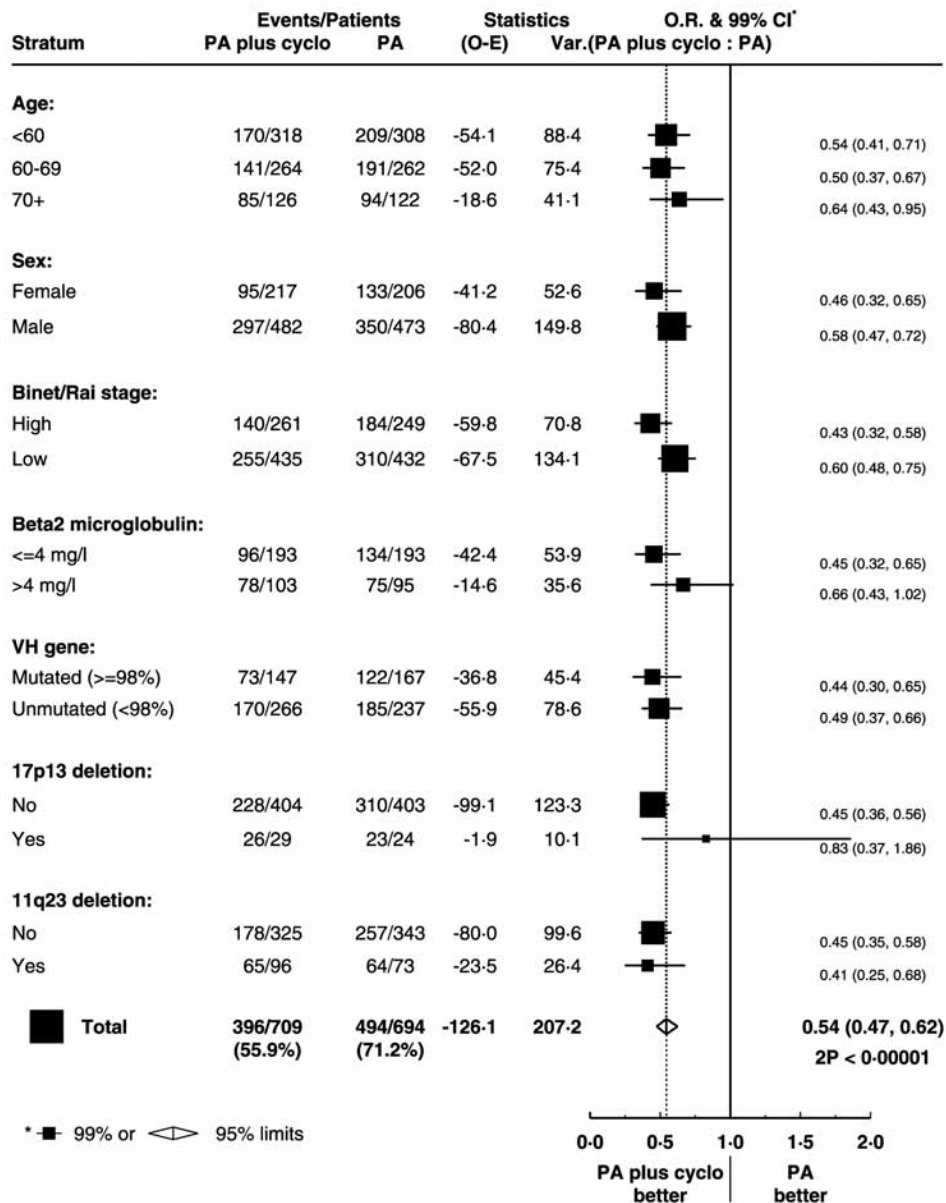 Events/Patients Statistics O.R. & 99% CI*
Stratum PA plus cyclo PA (O-E) Var. (PA plus cyclo : PA)
Age:
<60 170/318 209/308 -54·1 88·4 0.54 (0.41, 0.71)
60-69 141/264 191/262 -52·0 75·4 0.50 (0.37, 0.67)
70+ 85/126 94/122 -18·6 41·1 0.64 (0.43, 0.95)
Sex:
Female 95/217 133/206 -41·2 52·6 0.46 (0.32, 0.65)
Male 297/482 350/473 -80·4 149·8 0.58 (0.47, 0.72)
Binet/Rai stage:
High 140/261 184/249 -59·8 70·8 0.43 (0.32, 0.58)
Low 255/435 310/432 -67·5 134·1 0.60 (0.48, 0.75)
Beta2 microglobulin:
<=4 mg/l 96/193 134/193 -42·4 53·9 0.45 (0.32, 0.65)
>4 mg/l 78/103 75/95 -14·6 35·6 0.66 (0.43, 1.02)
VH gene:
Mutated (>=98%) 73/147 122/167 -36·8 45·4 0.44 (0.30, 0.65)
Unmutated (<98%) 170/266 185/237 -55·9 78·6 0.49 (0.37, 0.66)
17p13 deletion:
No 228/404 310/403 -99·1 123·3 0.45 (0.36, 0.56)
Yes 26/29 23/24 -1·9 10·1 0.83 (0.37, 1.86)
11q23 deletion:
No 178/325 257/343 -80·0 99·6 0.45 (0.35, 0.58)
Yes 65/96 64/73 -23·5 26·4 0.41 (0.25, 0.68)
Total 396/709 494/694 -126·1 207·2 0.54 (0.47, 0.62)
(55.9%) (71.2%) 2P < 0·00001
* 99% or 95% limits
0·0 0·5 1·0 1·5 2·0
PA plus cyclo PA
better better